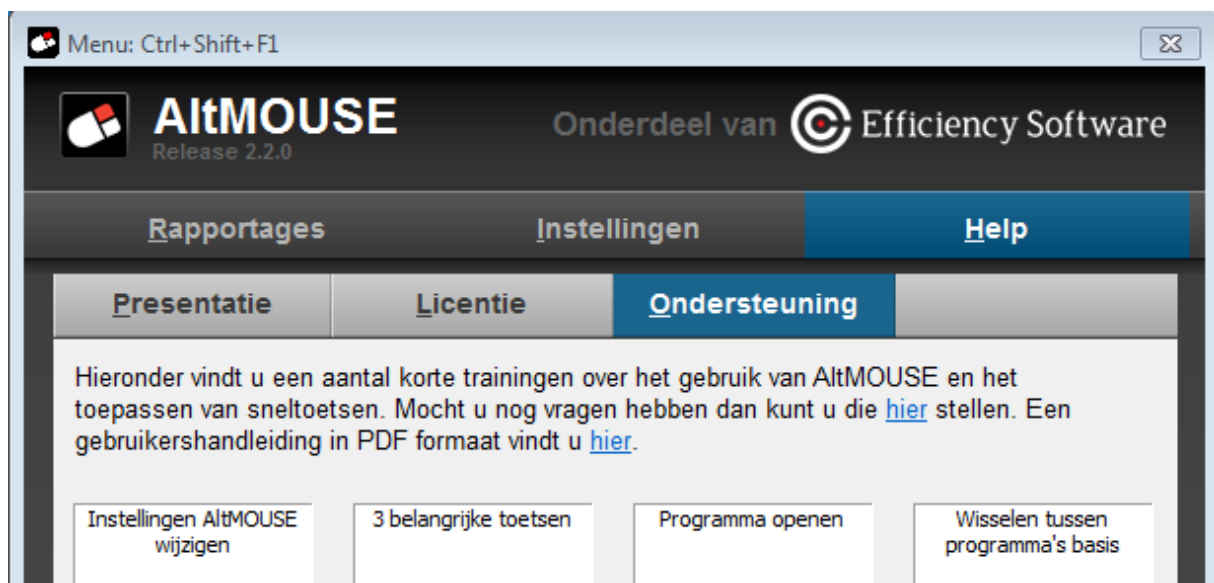 Menu: Ctrl+Shift+F1
AltMOUSE
Release 2.2.0
Onderdeel van Efficiency Software
Rapportages Instellingen Help
Presentatie Licentie Ondersteuning
Hieronder vindt u een aantal korte trainingen over het gebruik van AltMOUSE en het
toepassen van sneltoetsen. Mocht u nog vragen hebben dan kunt u die hier stellen. Een
gebruikershandleiding in PDF formaat vindt u hier.
Instellingen AltMOUSE
wijzigen
3 belangrijke toetsen
Programma openen
Wisselen tussen
programma's basis